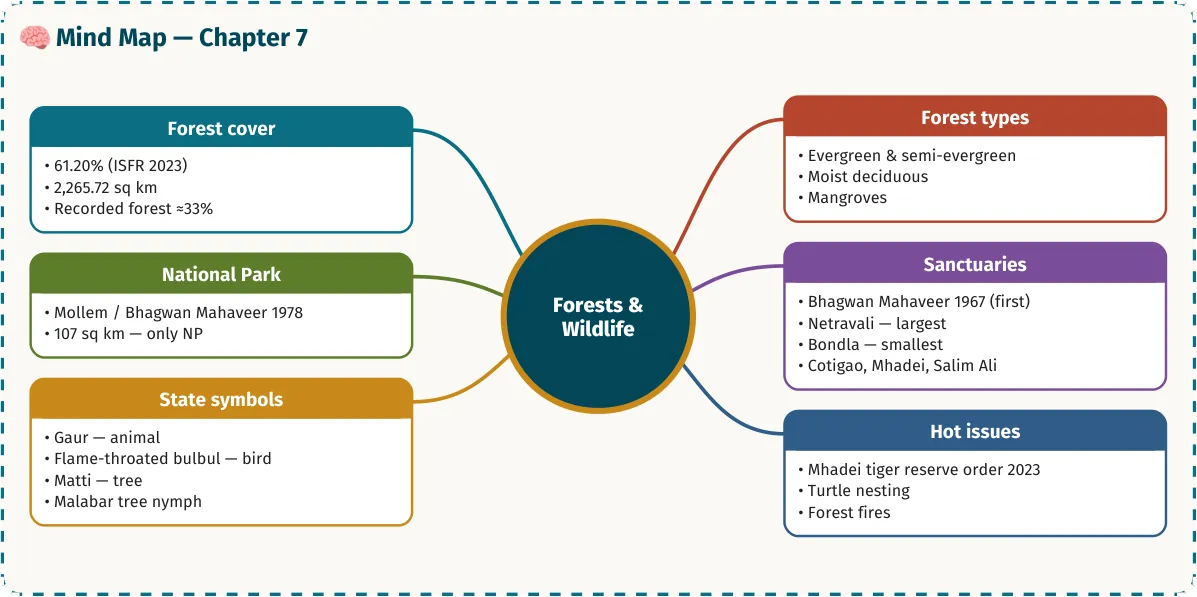 🧠 Mind Map — Chapter 7
Forest cover
• 61.20% (ISFR 2023)
• 2,265.72 sq km
• Recorded forest ≈33%
National Park
• Mollem / Bhagwan Mahaveer 1978
• 107 sq km — only NP
State symbols
• Gaur — animal
• Flame-throated bulbul — bird
• Matti — tree
• Malabar tree nymph
Forests &
Wildlife
Forest types
• Evergreen & semi-evergreen
• Moist deciduous
• Mangroves
Sanctuaries
• Bhagwan Mahaveer 1967 (first)
• Netravali — largest
• Bondla — smallest
• Cotigao, Mhadei, Salim Ali
Hot issues
• Mhadei tiger reserve order 2023
• Turtle nesting
• Forest fires